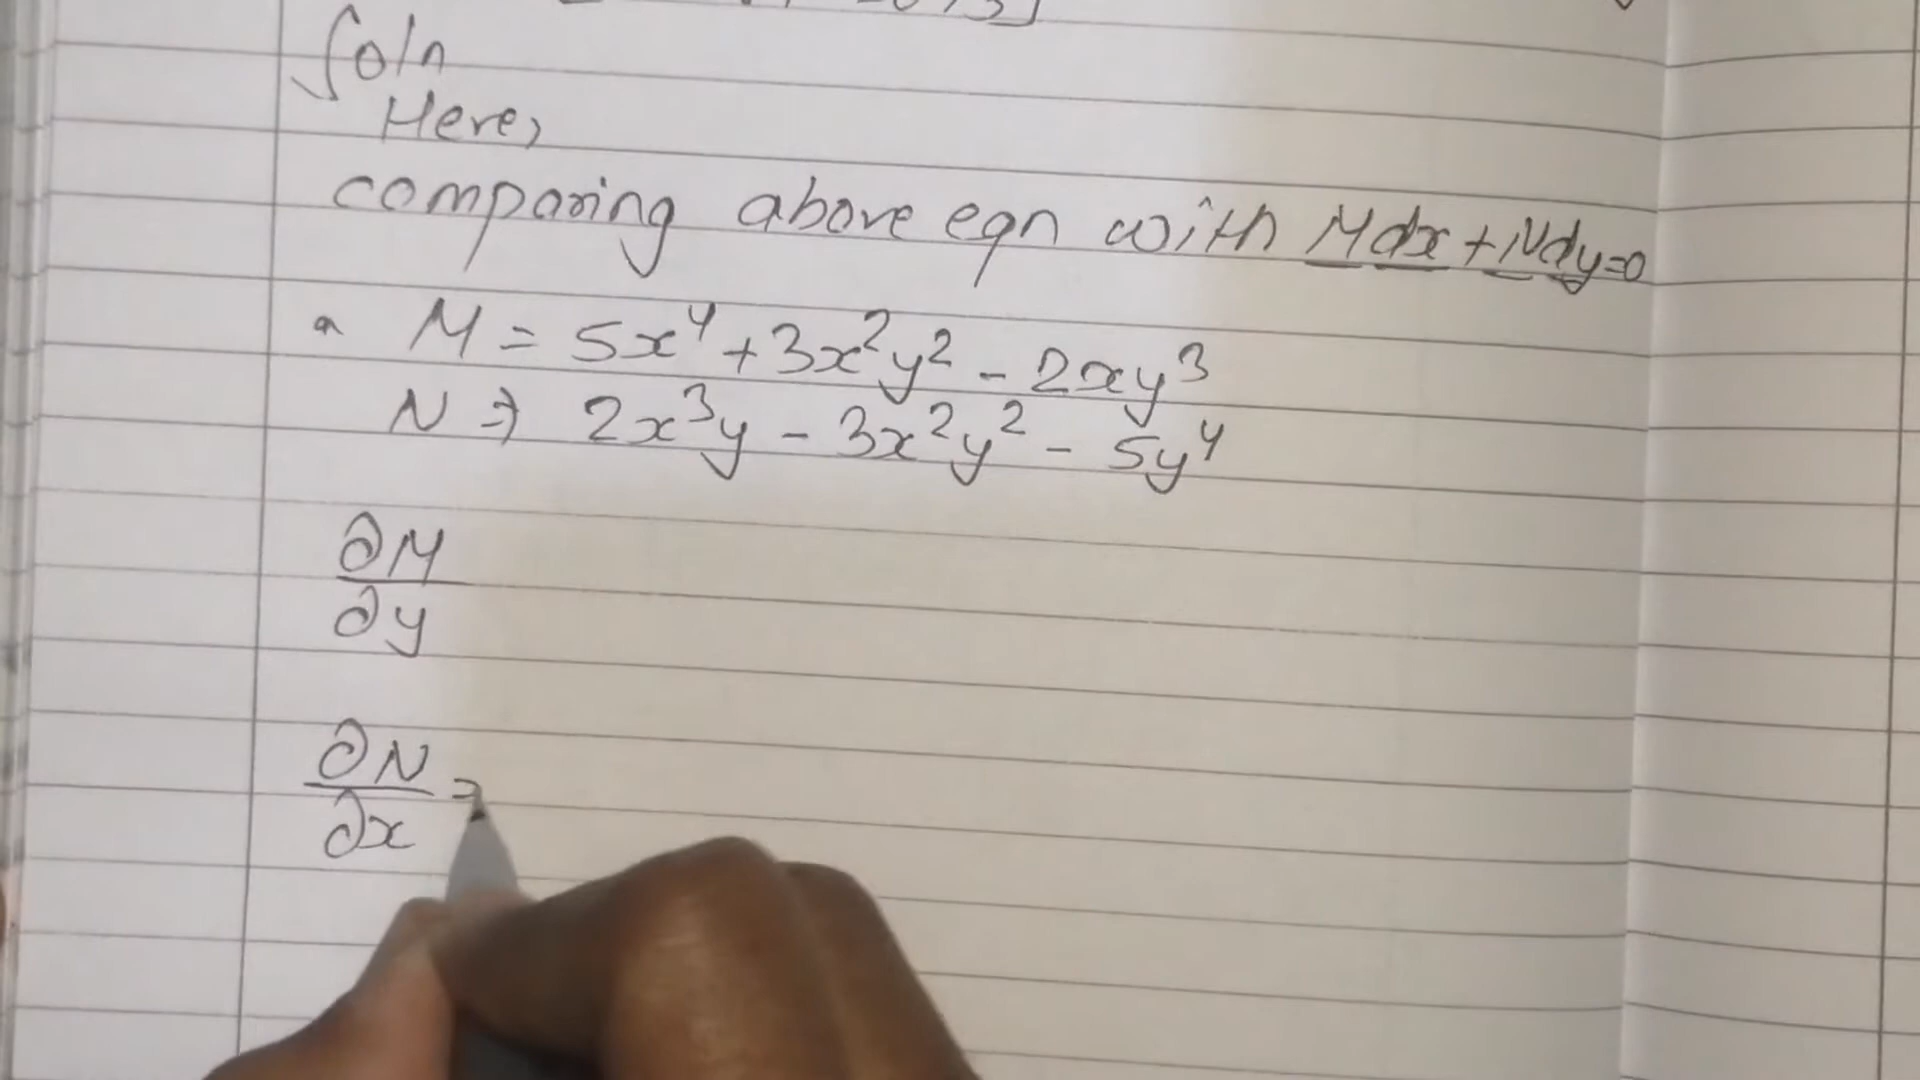 Soln
Here,
comparing above eqn with Mdx + Ndy=0
M = 5x⁴ + 3x²y² - 2xy³
N ⇒ 2x³y - 3x²y² - 5y⁴
∂M
∂y
∂N =
∂x